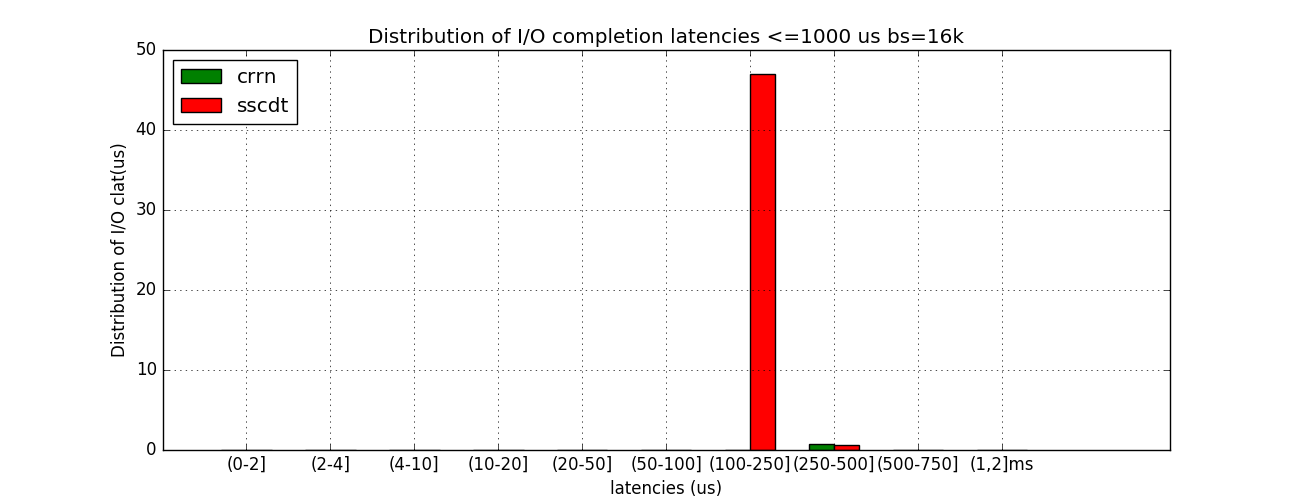 Distribution of I/O completion latencies <=1000 us bs=16k
50
40
30
20
10
0
Distribution of I/O clat(us)
crrn
sscdt
(0-2] (2-4] (4-10] (10-20] (20-50] (50-100] (100-250] (250-500] (500-750] (1,2]ms
latencies (us)